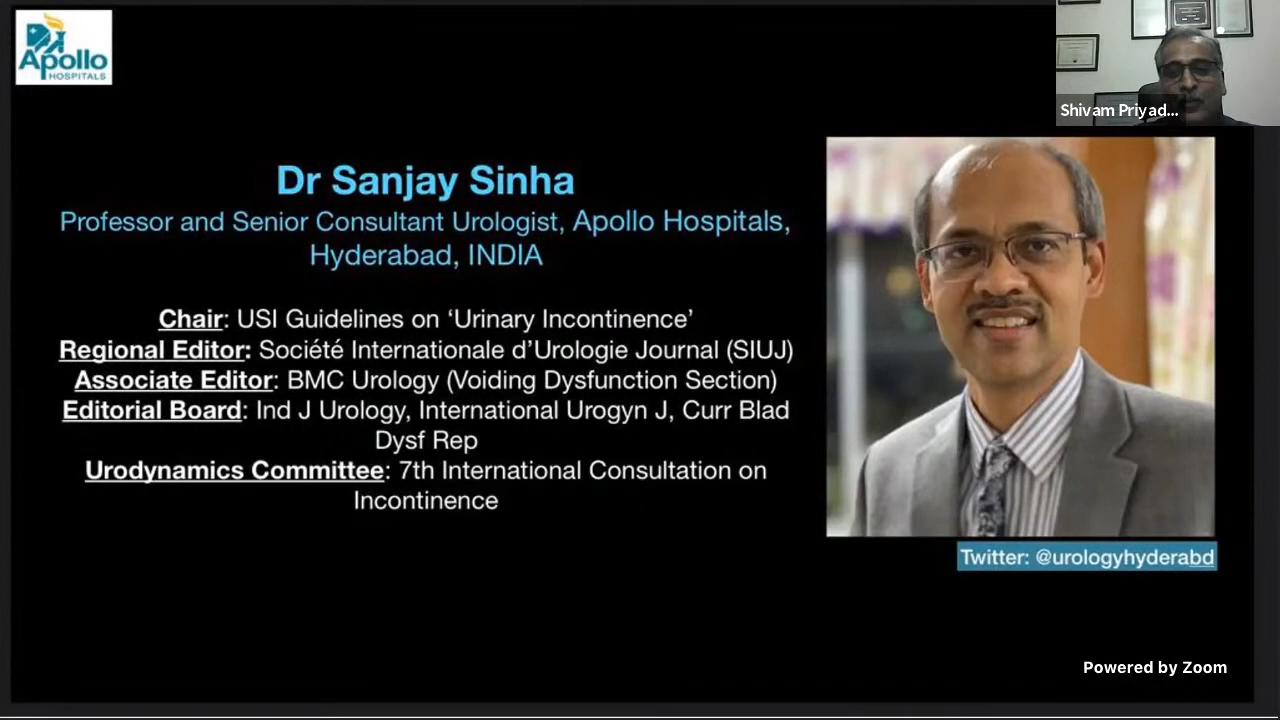 Apollo
HOSPITALS
Shivam Priyad...
Dr Sanjay Sinha
Professor and Senior Consultant Urologist, Apollo Hospitals,
Hyderabad, INDIA
Chair: USI Guidelines on ‘Urinary Incontinence’
Regional Editor: Société Internationale d’Urologie Journal (SIUJ)
Associate Editor: BMC Urology (Voiding Dysfunction Section)
Editorial Board: Ind J Urology, International Urogyn J, Curr Blad
Dysf Rep
Urodynamics Committee: 7th International Consultation on
Incontinence
Twitter: @urologyhyderabd
Powered by Zoom